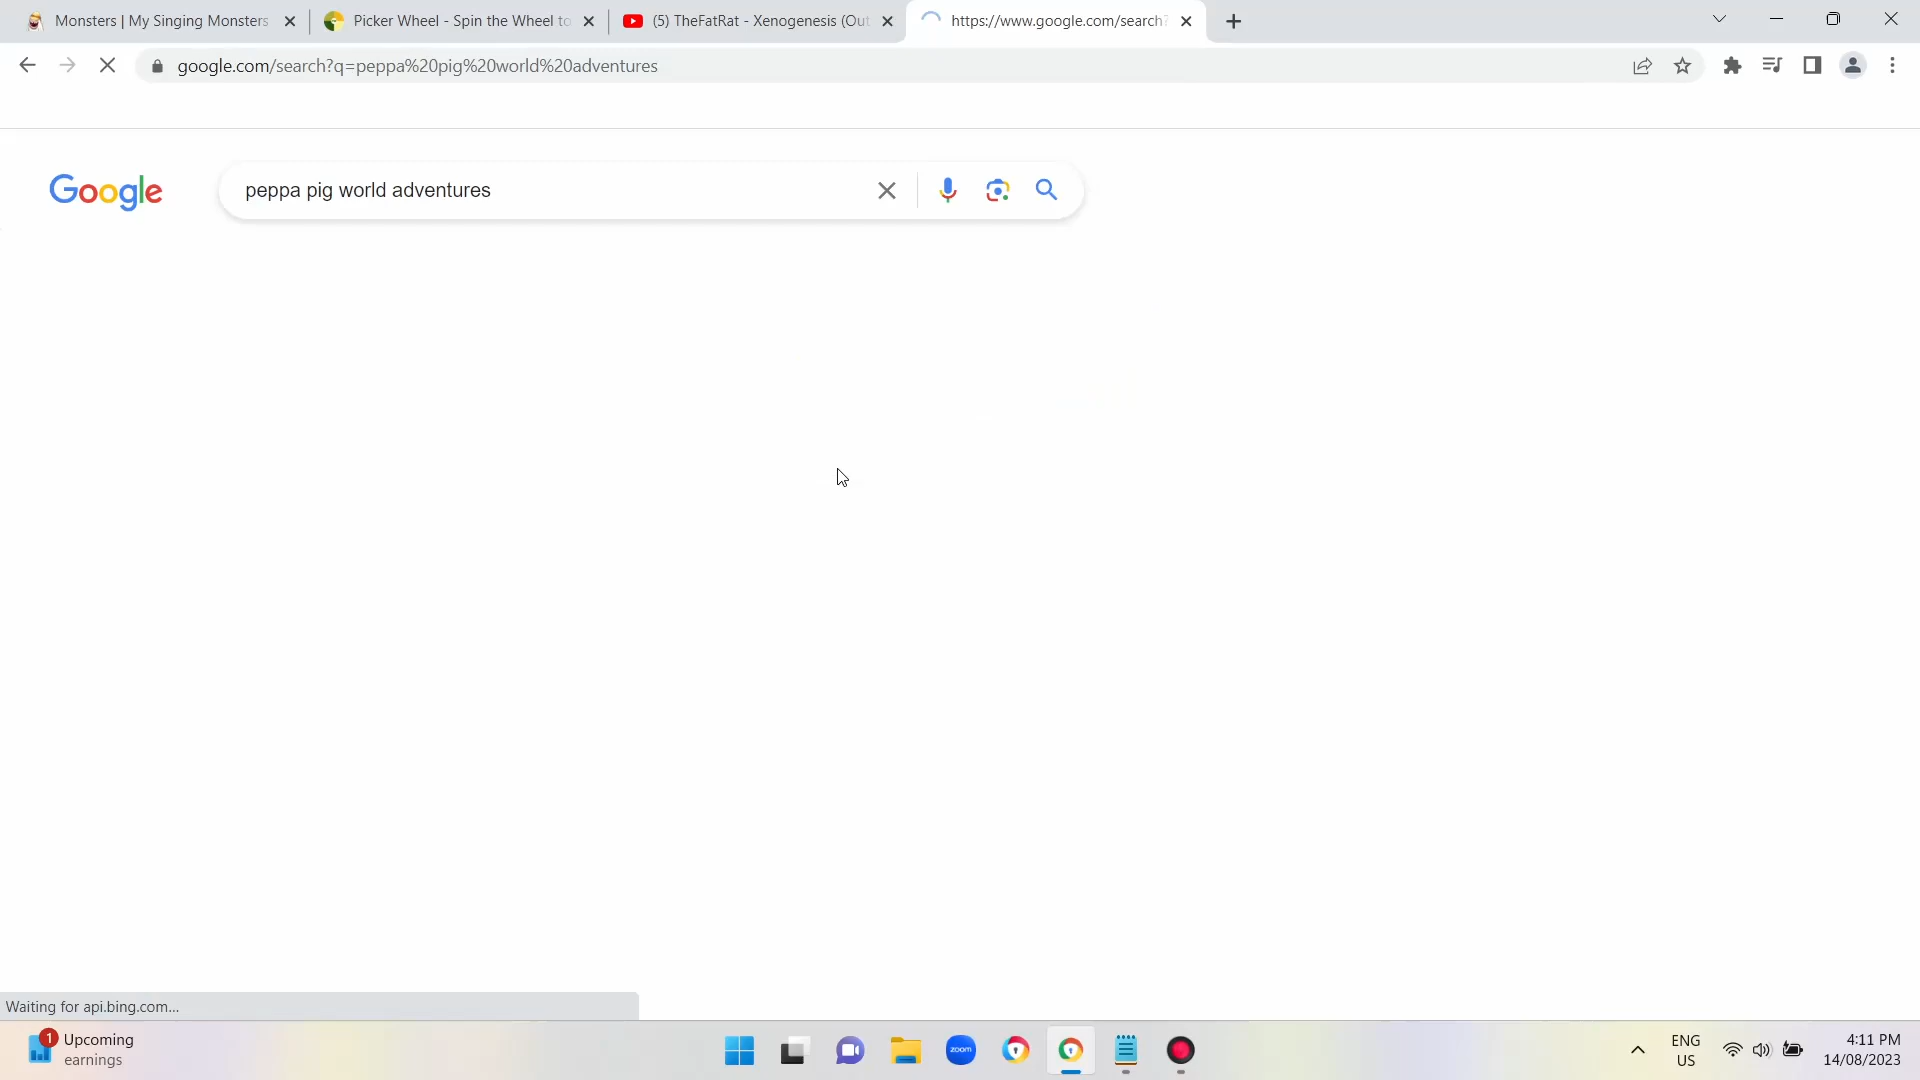 Monsters | My Singing Monsters
Picker Wheel - Spin the Wheel to
(5) TheFatRat - Xenogenesis (Out
https://www.google.com/search?
google.com/search?q=peppa%20pig%20world%20adventures
Google
peppa pig world adventures
Waiting for api.bing.com...
1
Upcoming
earnings
zoom
ENG
US
4:11 PM
14/08/2023